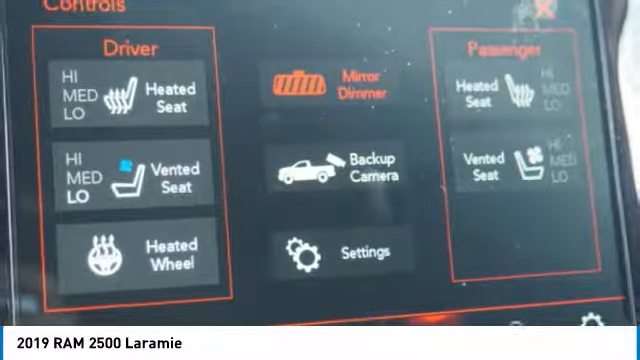 Controls
Driver
HI
MED
LO
Heated
Seat
HI
MED
LO
Vented
Seat
Heated
Wheel
Mirror
Dimmer
Backup
Camera
Settings
Passenger
Heated
Seat
HI
MED
LO
Vented
Seat
HI
MED
LO
2019 RAM 2500 Laramie